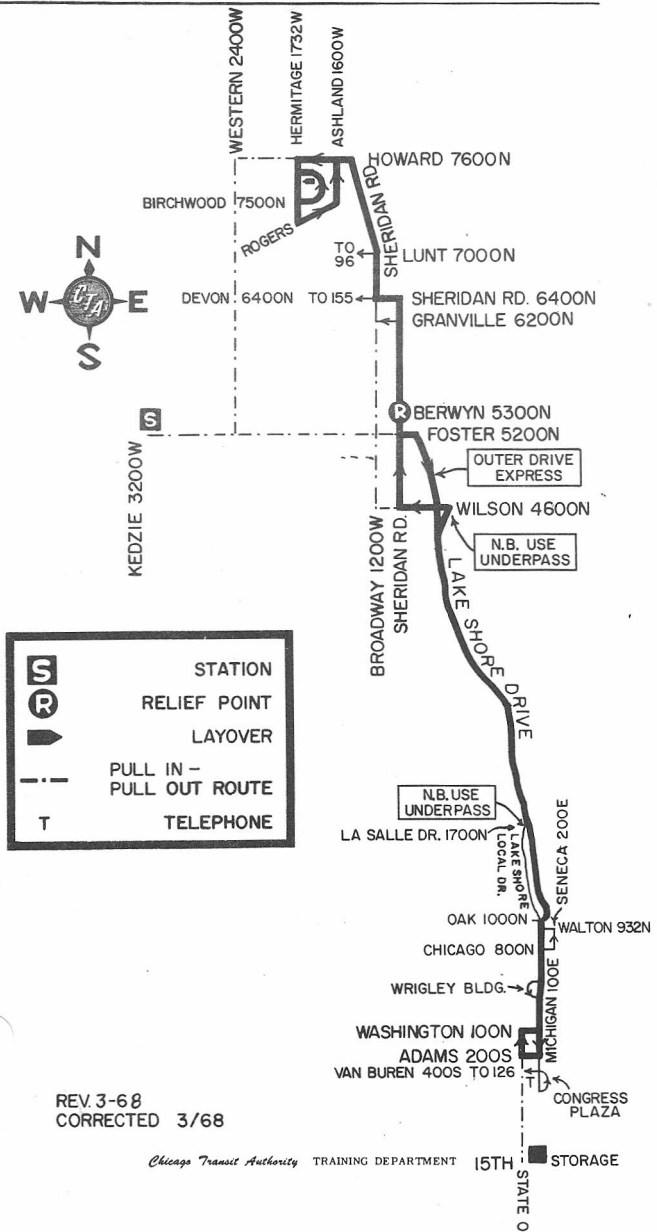 WESTERN 2400W
HERMITAGE 1732W
ASHLAND 1600W
HOWARD 7600N
BIRCHWOOD 7500N
ROGERS
SHERIDAN RD
TO
96
LUNT 7000N
N
W E
S
CTA
DEVON 6400N
TO 155
SHERIDAN RD. 6400N
GRANVILLE 6200N
R
BERWYN 5300N
S
FOSTER 5200N
OUTER DRIVE
EXPRESS
KEDZIE 3200W
WILSON 4600N
N.B. USE
UNDERPASS
BROADWAY 1200W
SHERIDAN RD.
LAKE SHORE DRIVE
S STATION
R RELIEF POINT
LAYOVER
PULL IN -
PULL OUT ROUTE
T TELEPHONE
N.B. USE
UNDERPASS
LA SALLE DR. 1700N
LAKE SHORE
LOCAL DR.
SENECA 200E
OAK 1000N
WALTON 932N
CHICAGO 800N
WRIGLEY BLDG.
MICHIGAN 100E
WASHINGTON 100N
ADAMS 200S
VAN BUREN 400S TO 126
T
CONGRESS
PLAZA
REV. 3-68
CORRECTED 3/68
Chicago Transit Authority TRAINING DEPARTMENT
15TH
STORAGE
STATE O